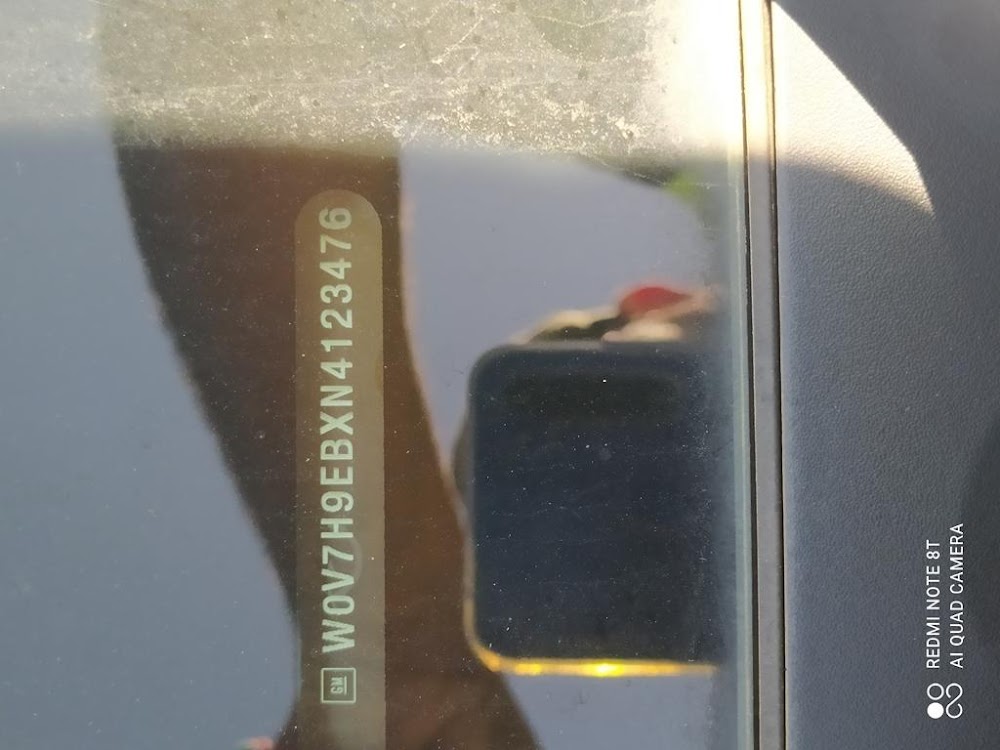 GM W0V7H9EBXN4123476
REDMI NOTE 8T
AI QUAD CAMERA